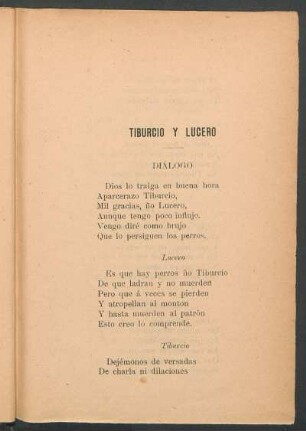 TIBURCIO Y LUCERO
DIÁLOGO
Dios lo traiga en buena hora
Aparcerazo Tiburcio,
Mil gracias, ño Lucero,
Aunque tengo poco influjo.
Vengo diré como brujo
Que lo persiguen los perros.
Lucero
Es que hay perros ño Tiburcio
De que ladran y no muerden
Pero que á veces se pierden
Y atropellan al monton
Y hasta muerden al patrón
Esto creo lo comprende.
Tiburcio
Dejémonos de versadas
De charla ni dilaciones